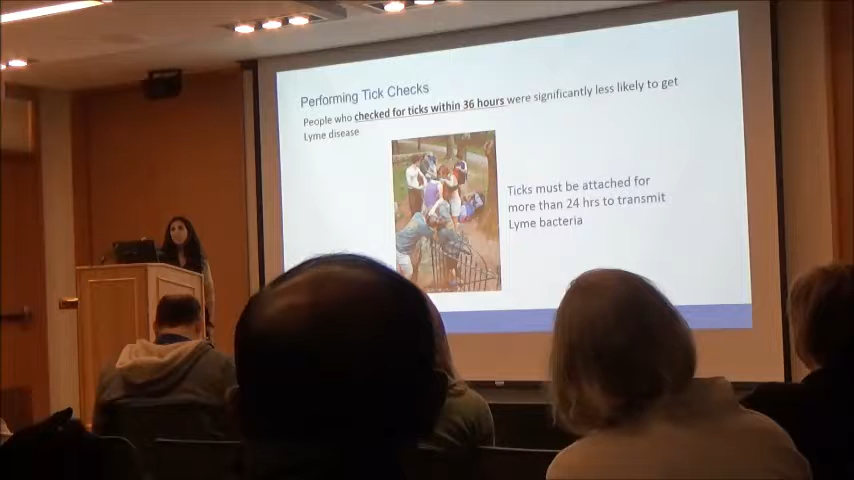 Performing Tick Checks
People who checked for ticks within 36 hours were significantly less likely to get
Lyme disease
Ticks must be attached for
more than 24 hrs to transmit
Lyme bacteria